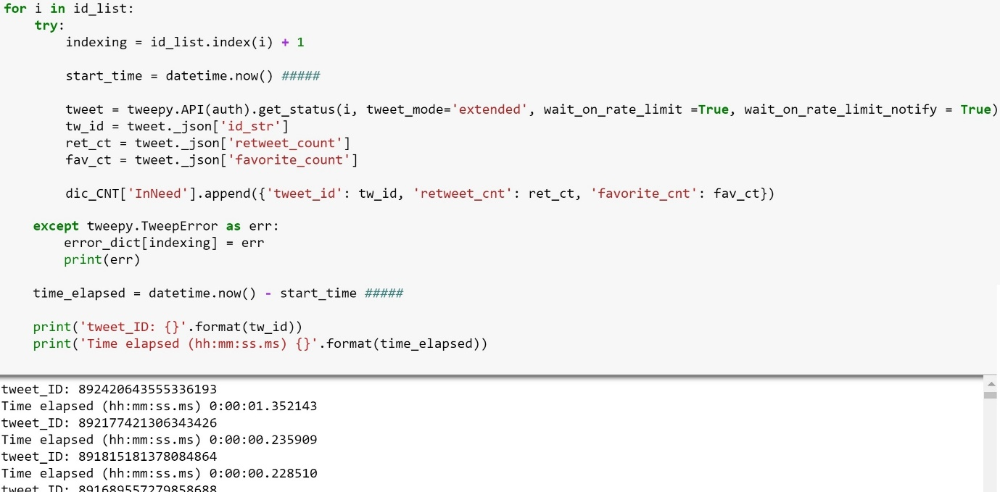 for i in id_list:
    try:
        indexing = id_list.index(i) + 1
        start_time = datetime.now() #####
        tweet = tweepy.API(auth).get_status(i, tweet_mode='extended', wait_on_rate_limit =True, wait_on_rate_limit_notify = True)
        tw_id = tweet._json['id_str']
        ret_ct = tweet._json['retweet_count']
        fav_ct = tweet._json['favorite_count']
        dic_CNT['InNeed'].append({'tweet_id': tw_id, 'retweet_cnt': ret_ct, 'favorite_cnt': fav_ct})
    except tweepy.TweepError as err:
        error_dict[indexing] = err
        print(err)
    time_elapsed = datetime.now() - start_time #####
    print('tweet_ID: {}'.format(tw_id))
    print('Time elapsed (hh:mm:ss.ms) {}'.format(time_elapsed))
tweet_ID: 892420643555336193
Time elapsed (hh:mm:ss.ms) 0:00:01.352143
tweet_ID: 892177421306343426
Time elapsed (hh:mm:ss.ms) 0:00:00.235909
tweet_ID: 891815181378084864
Time elapsed (hh:mm:ss.ms) 0:00:00.228510
tweet_ID: 891689557279858688